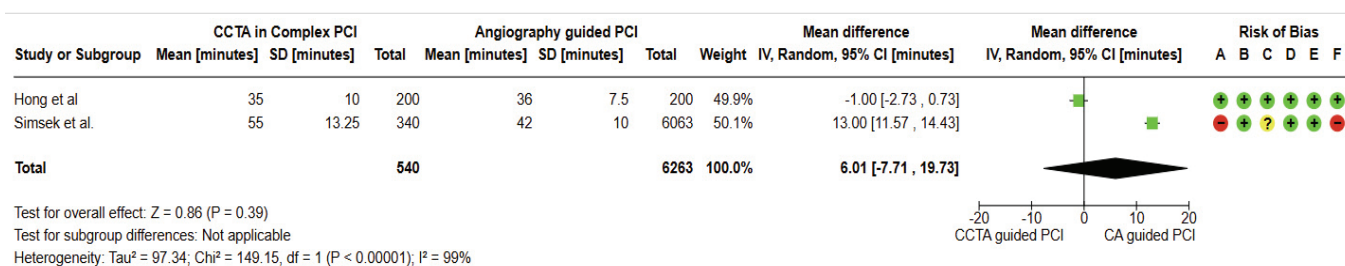 CCTA in Complex PCI Angiography guided PCI Mean difference Mean difference Risk of Bias
Study or Subgroup Mean [minutes] SD [minutes] Total Mean [minutes] SD [minutes] Total Weight IV, Random, 95% CI [minutes] IV, Random, 95% CI [minutes] A B C D E F
Hong et al 35 10 200 36 7.5 200 49.9% -1.00 [-2.73 , 0.73] + + + + + +
Simsek et al. 55 13.25 340 42 10 6063 50.1% 13.00 [11.57 , 14.43] − + ? + + −
Total 540 6263 100.0% 6.01 [-7.71 , 19.73]
Test for overall effect: Z = 0.86 (P = 0.39)
Test for subgroup differences: Not applicable
Heterogeneity: Tau² = 97.34; Chi² = 149.15, df = 1 (P < 0.00001); I² = 99%
-20 -10 0 10 20
CCTA guided PCI CA guided PCI